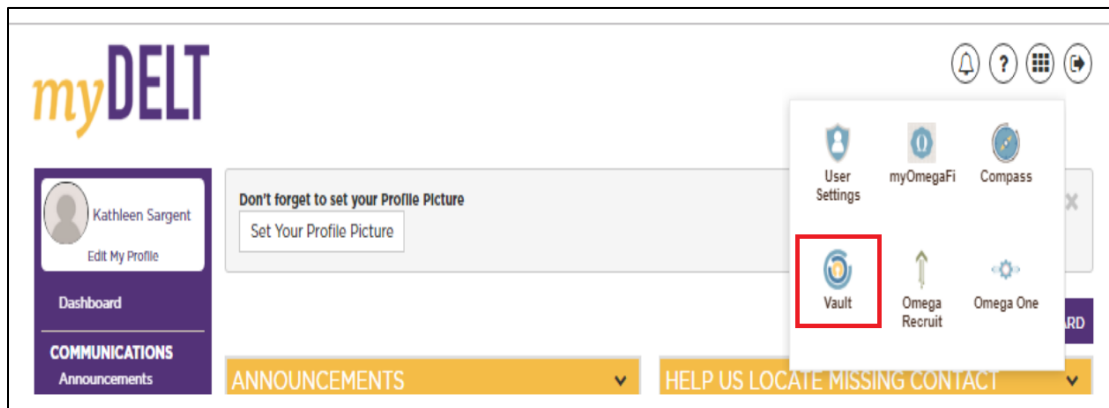 myDELT
?
User Settings
myOmegaFi
Compass
Vault
Omega Recruit
Omega One
Kathleen Sargent
Edit My Profile
Dashboard
COMMUNICATIONS
Announcements
Don't forget to set your Profile Picture
Set Your Profile Picture
ARD
ANNOUNCEMENTS
HELP US LOCATE MISSING CONTACT